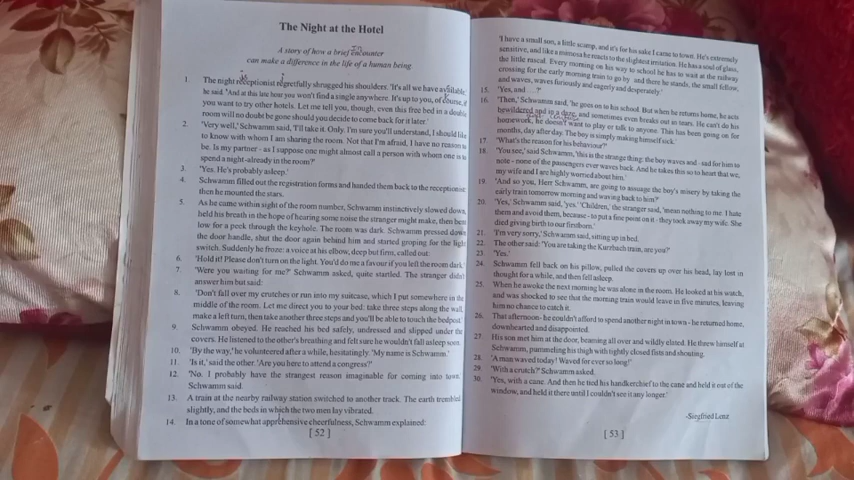 The Night at the Hotel
A story of how a brief encounter
can make a difference in the life of a human being.
1. The night receptionist regretfully shrugged his shoulders. 'It's all we have available,'
he said. 'And at this late hour you won't find a single anywhere. It's up to you, of course, if
you want to try other hotels. Let me tell you, though, even this free bed in a double
room will no doubt be gone should you decide to come back for it later.'
2. 'Very well,' Schwamm said, 'I'll take it. Only, I'm sure you'll understand, I should like
to know with whom I am sharing the room. Not that I'm afraid, I have no reason to
be. Is my partner - as I suppose one might almost call a person with whom one is to
spend a night-already in the room?'
3. 'Yes. He's probably asleep.'
4. Schwamm filled out the registration forms and handed them back to the receptionist
then he mounted the stars.
5. As he came within sight of the room number, Schwamm instinctively slowed down,
held his breath in the hope of hearing some noise the stranger might make, then bent
low for a peek through the keyhole. The room was dark. Schwamm pressed down
the door handle, shut the door again behind him and started groping for the light
switch. Suddenly he froze: a voice at his elbow, deep but firm, called out:
6. 'Hold it! Please don't turn on the light. You'd do me a favour if you left the room dark.'
7. 'Were you waiting for me?' Schwamm asked, quite startled. The stranger didn't
answer him but said:
8. 'Don't fall over my crutches or run into my suitcase, which I put somewhere in the
middle of the room. Let me direct you to your bed: take three steps along the wall,
make a left turn, then take another three steps and you'll be able to touch the bedpost.'
9. Schwamm obeyed. He reached his bed safely, undressed and slipped under the
covers. He listened to the other's breathing and felt sure he wouldn't fall asleep soon.
10. 'By the way,' he volunteered after a while, hesitatingly. 'My name is Schwamm.'
11. 'Is it,' said the other. 'Are you here to attend a congress?'
12. 'No. I probably have the strangest reason imaginable for coming into town,'
Schwamm said.
13. A train at the nearby railway station switched to another track. The earth trembled
slightly, and the beds in which the two men lay vibrated.
14. In a tone of somewhat apprehensive cheerfulness, Schwamm explained:
[ 52 ]
'I have a small son, a little scamp, and it's for his sake I came to town. He's extremely
sensitive, and like a mimosa he reacts to the slightest irritation. He has a soul of glass,
the little rascal. Every morning on his way to school he has to wait at the railway
crossing for the early morning train to go by and there he stands, the small fellow,
and waves, waves furiously and eagerly and desperately.'
15. 'Yes, and....?'
16. 'Then,' Schwamm said, 'he goes on to his school. But when he returns home, he acts
bewildered and in a daze, and sometimes even breaks out in tears. He can't do his
homework, he doesn't want to play or talk to anyone. This has been going on for
months, day after day. The boy is simply making himself sick.'
17. 'What's the reason for his behaviour?'
18. 'You see,' said Schwamm, 'this is the strange thing: the boy waves and -sad for him to
note - none of the passengers ever waves back. And he takes this so to heart that we,
my wife and I are highly worried about him.'
19. 'And so you, Herr Schwamm, are going to assuage the boy's misery by taking the
early train tomorrow morning and waving back to him?'
20. 'Yes,' Schwamm said, 'yes.' 'Children,' the stranger said, 'mean nothing to me. I hate
them and avoid them, because - to put a fine point on it - they took away my wife. She
died giving birth to our firstborn.'
21. 'I'm very sorry,' Schwamm said, sitting up in bed.
22. The other said: 'You are taking the Kurzbach train, are you?'
23. 'Yes.'
24. Schwamm fell back on his pillow, pulled the covers up over his head, lay lost in
thought for a while, and then fell asleep.
25. When he awoke the next morning he was alone in the room. He looked at his watch,
and was shocked to see that the morning train would leave in five minutes, leaving
him no chance to catch it.
26. That afternoon- he couldn't afford to spend another night in town - he returned home,
downhearted and disappointed.
27. His son met him at the door, beaming all over and wildly elated. He threw himself at
Schwamm, pummeling his thigh with tightly closed fists and shouting.
28. 'A man waved today! Waved for ever so long!'
29. 'With a crutch?' Schwamm asked.
30. 'Yes, with a cane. And then he tied his handkerchief to the cane and held it out of the
window, and held it there until I couldn't see it any longer.'
-Siegfried Lenz
[ 53 ]